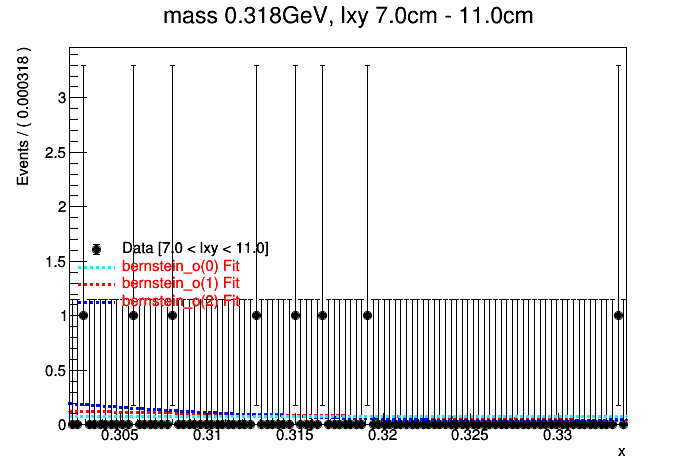 mass 0.318GeV, lxy 7.0cm - 11.0cm
Events / ( 0.000318 )
3
2.5
2
1.5
1
0.5
0
Data [7.0 < lxy < 11.0]
bernstein_o(0) Fit
bernstein_o(1) Fit
bernstein_o(2) Fit
0.305 0.31 0.315 0.32 0.325 0.33
x